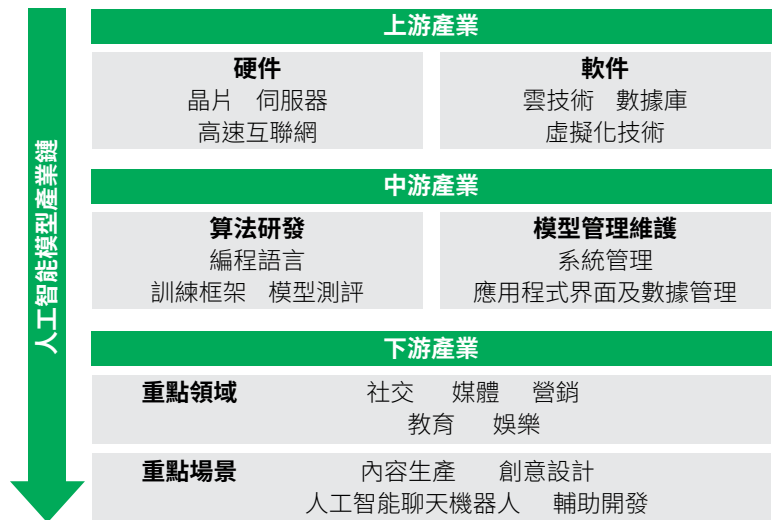 人工智能模型產業鏈
上游產業
硬件
晶片 伺服器
高速互聯網
軟件
雲技術 數據庫
虛擬化技術
中游產業
算法研發
編程語言
訓練框架 模型測評
模型管理維護
系統管理
應用程式界面及數據管理
下游產業
重點領域 社交 媒體 營銷
教育 娛樂
重點場景 內容生產 創意設計
人工智能聊天機器人 輔助開發